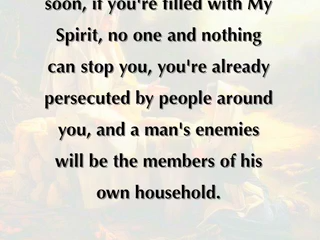 soon, if you're filled with My
Spirit, no one and nothing
can stop you, you're already
persecuted by people around
you, and a man's enemies
will be the members of his
own household.